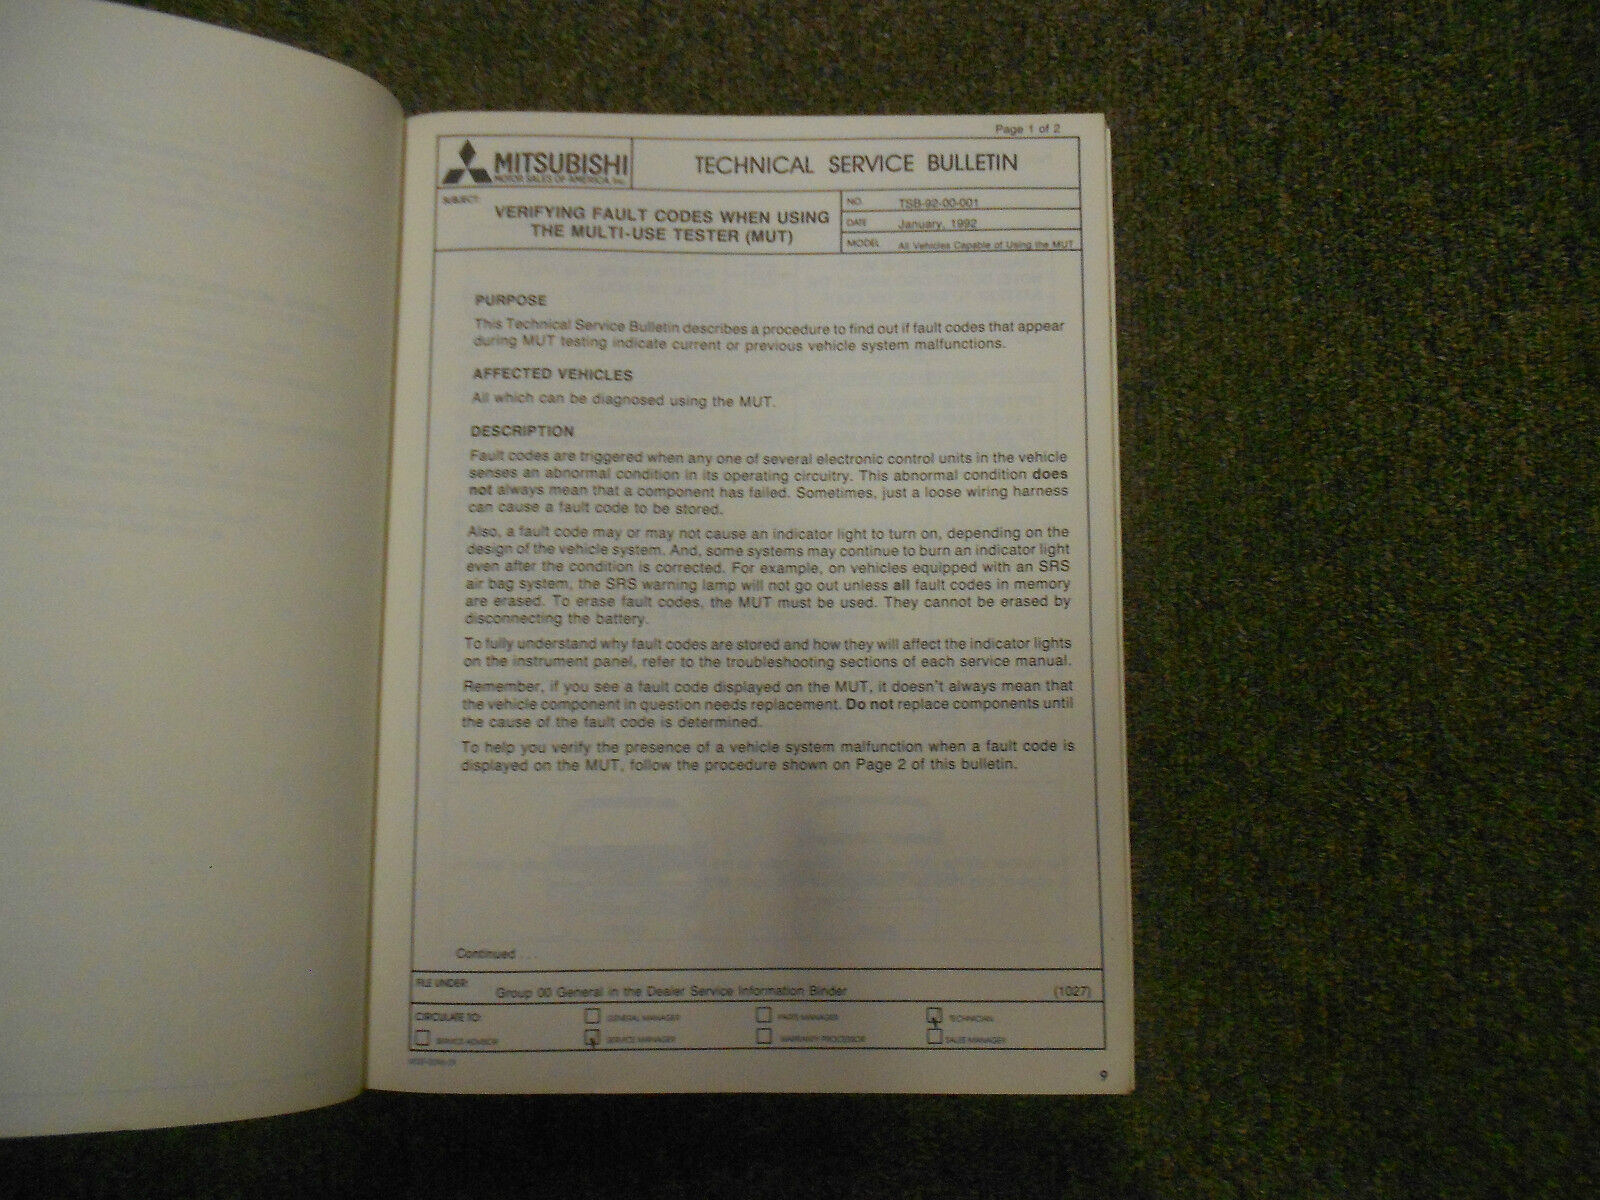 Page 1 of 2
MITSUBISHI
MOTOR SALES OF AMERICA, Inc.
TECHNICAL SERVICE BULLETIN
SUBJECT:
VERIFYING FAULT CODES WHEN USING
THE MULTI-USE TESTER (MUT)
NO. TSB-92-00-001
DATE January, 1992
MODEL All Vehicles Capable of Using the MUT
PURPOSE
This Technical Service Bulletin describes a procedure to find out if fault codes that appear
during MUT testing indicate current or previous vehicle system malfunctions.
AFFECTED VEHICLES
All which can be diagnosed using the MUT.
DESCRIPTION
Fault codes are triggered when any one of several electronic control units in the vehicle
senses an abnormal condition in its operating circuitry. This abnormal condition does
not always mean that a component has failed. Sometimes, just a loose wiring harness
can cause a fault code to be stored.
Also, a fault code may or may not cause an indicator light to turn on, depending on the
design of the vehicle system. And, some systems may continue to burn an indicator light
even after the condition is corrected. For example, on vehicles equipped with an SRS
air bag system, the SRS warning lamp will not go out unless all fault codes in memory
are erased. To erase fault codes, the MUT must be used. They cannot be erased by
disconnecting the battery.
To fully understand why fault codes are stored and how they will affect the indicator lights
on the instrument panel, refer to the troubleshooting sections of each service manual.
Remember, if you see a fault code displayed on the MUT, it doesn't always mean that
the vehicle component in question needs replacement. Do not replace components until
the cause of the fault code is determined.
To help you verify the presence of a vehicle system malfunction when a fault code is
displayed on the MUT, follow the procedure shown on Page 2 of this bulletin.
Continued . . .
FILE UNDER: Group 00 General in the Dealer Service Information Binder (1027)
CIRCULATE TO: GENERAL MANAGER PARTS MANAGER TECHNICIAN
SERVICE ADVISOR SERVICE MANAGER WARRANTY PROCESSOR SALES MANAGER
9